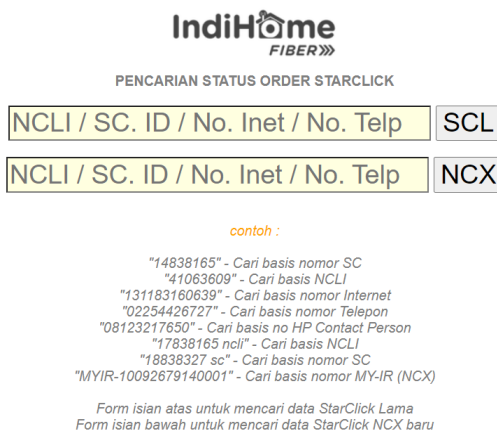 IndiHome
FIBER
PENCARIAN STATUS ORDER STARCLICK
NCLI / SC. ID / No. Inet / No. Telp SCL
NCLI / SC. ID / No. Inet / No. Telp NCX
contoh :
"14838165" - Cari basis nomor SC
"41063609" - Cari basis NCLI
"131183160639" - Cari basis nomor Internet
"02254426727" - Cari basis nomor Telepon
"08123217650" - Cari basis no HP Contact Person
"17838165 ncli" - Cari basis NCLI
"18838327 sc" - Cari basis nomor SC
"MYIR-10092679140001" - Cari basis nomor MY-IR (NCX)
Form isian atas untuk mencari data StarClick Lama
Form isian bawah untuk mencari data StarClick NCX baru